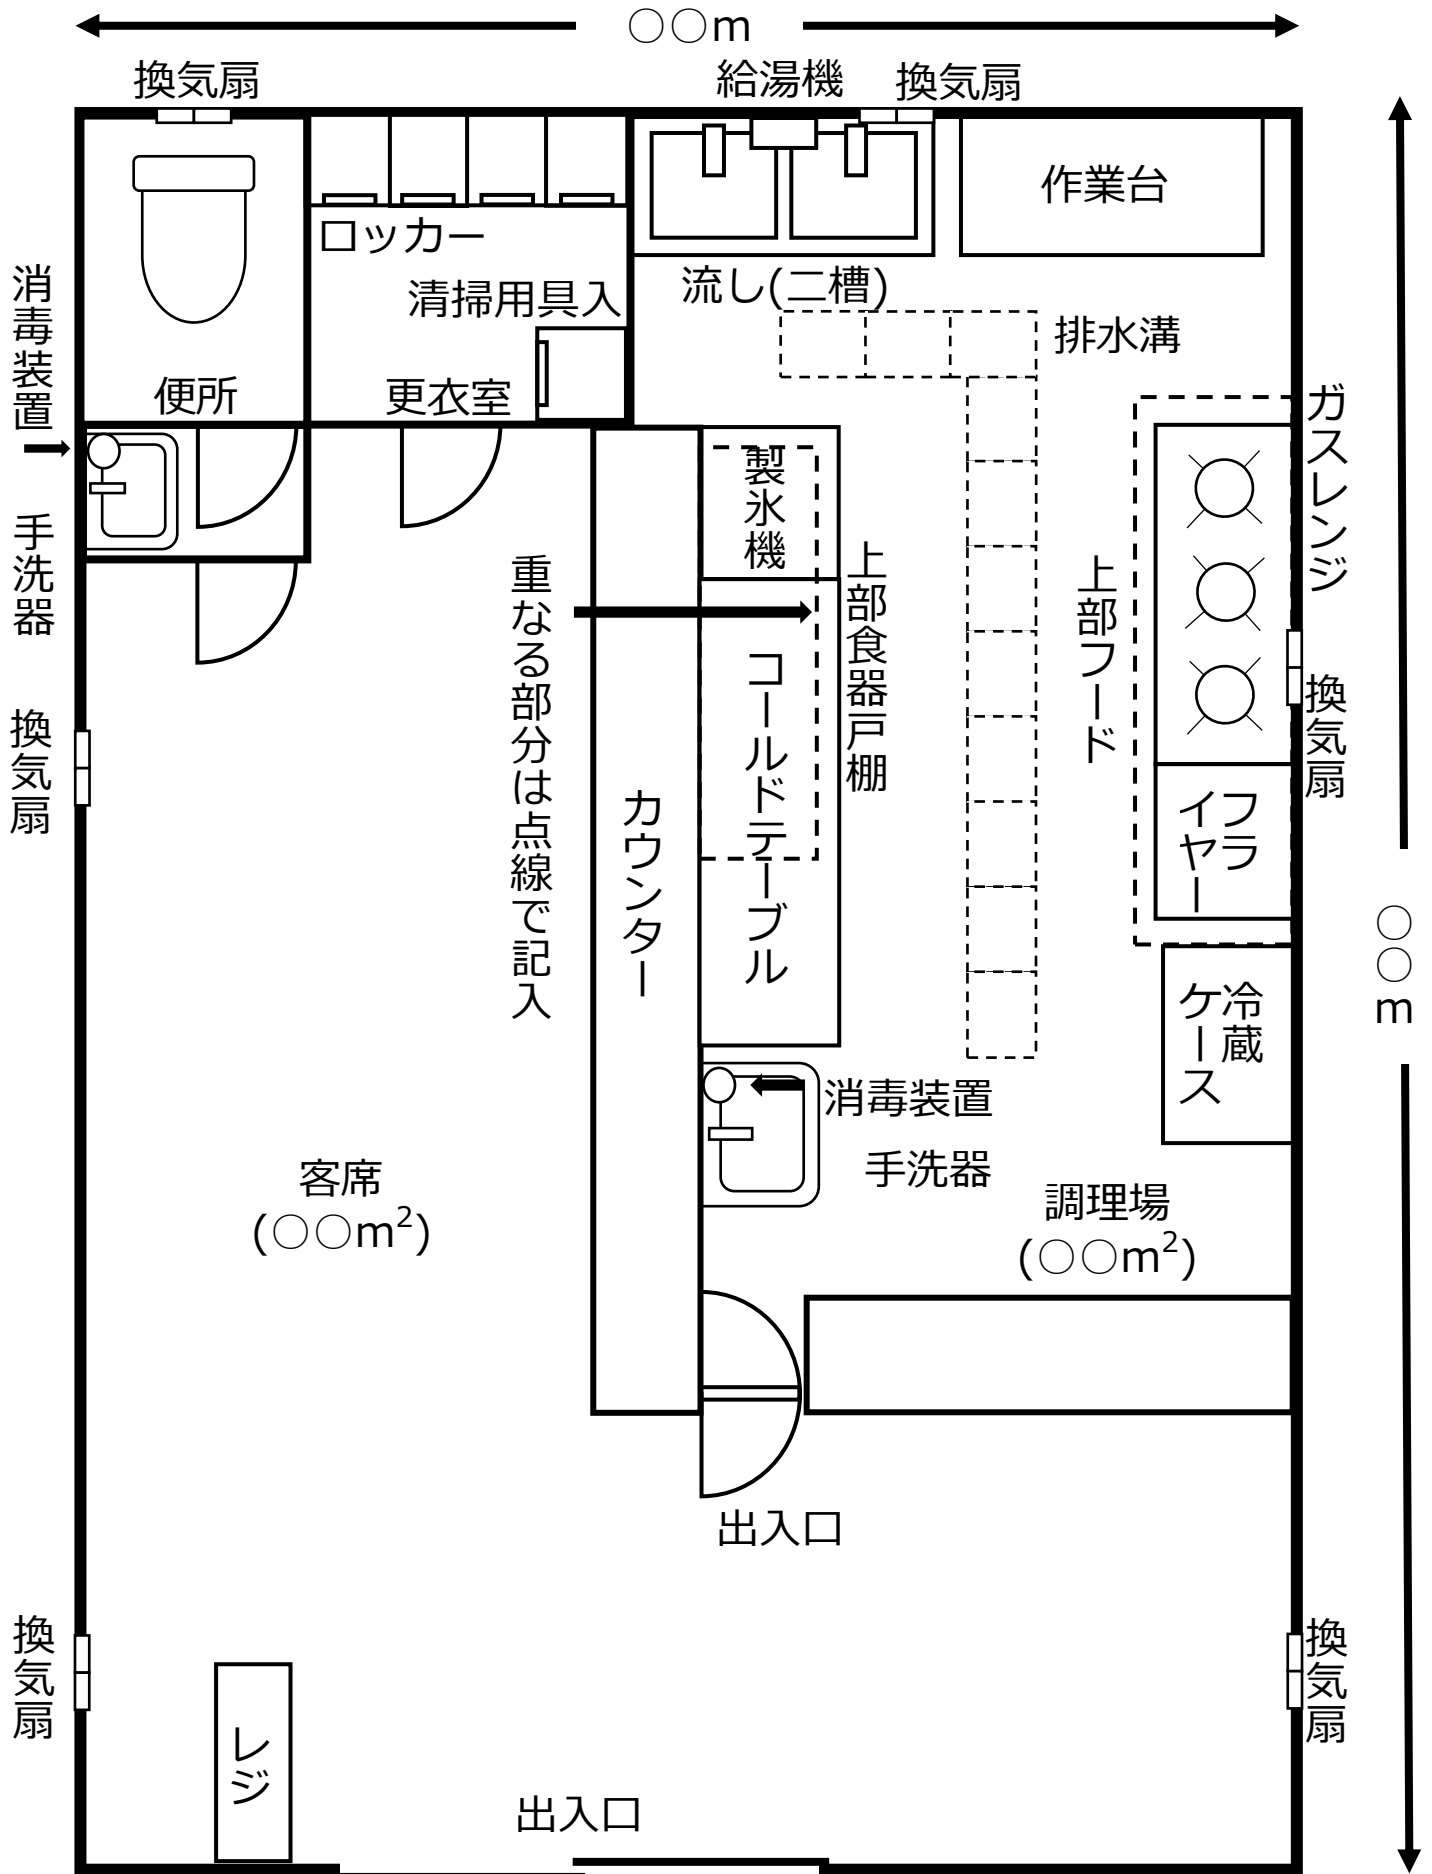 ○○m
換気扇
給湯機
換気扇
作業台
ロッカー
流し(二槽)
清掃用具入
消毒装置
排水溝
便所
更衣室
ガスレンジ
製氷機
手洗器
重なる部分は点線で記入
上部食器戸棚
上部フード
コールドテーブル
換気扇
換気扇
カウンター
フライヤー
○○m
冷蔵ケース
消毒装置
手洗器
客席
(○○m²)
調理場
(○○m²)
出入口
換気扇
換気扇
レジ
出入口